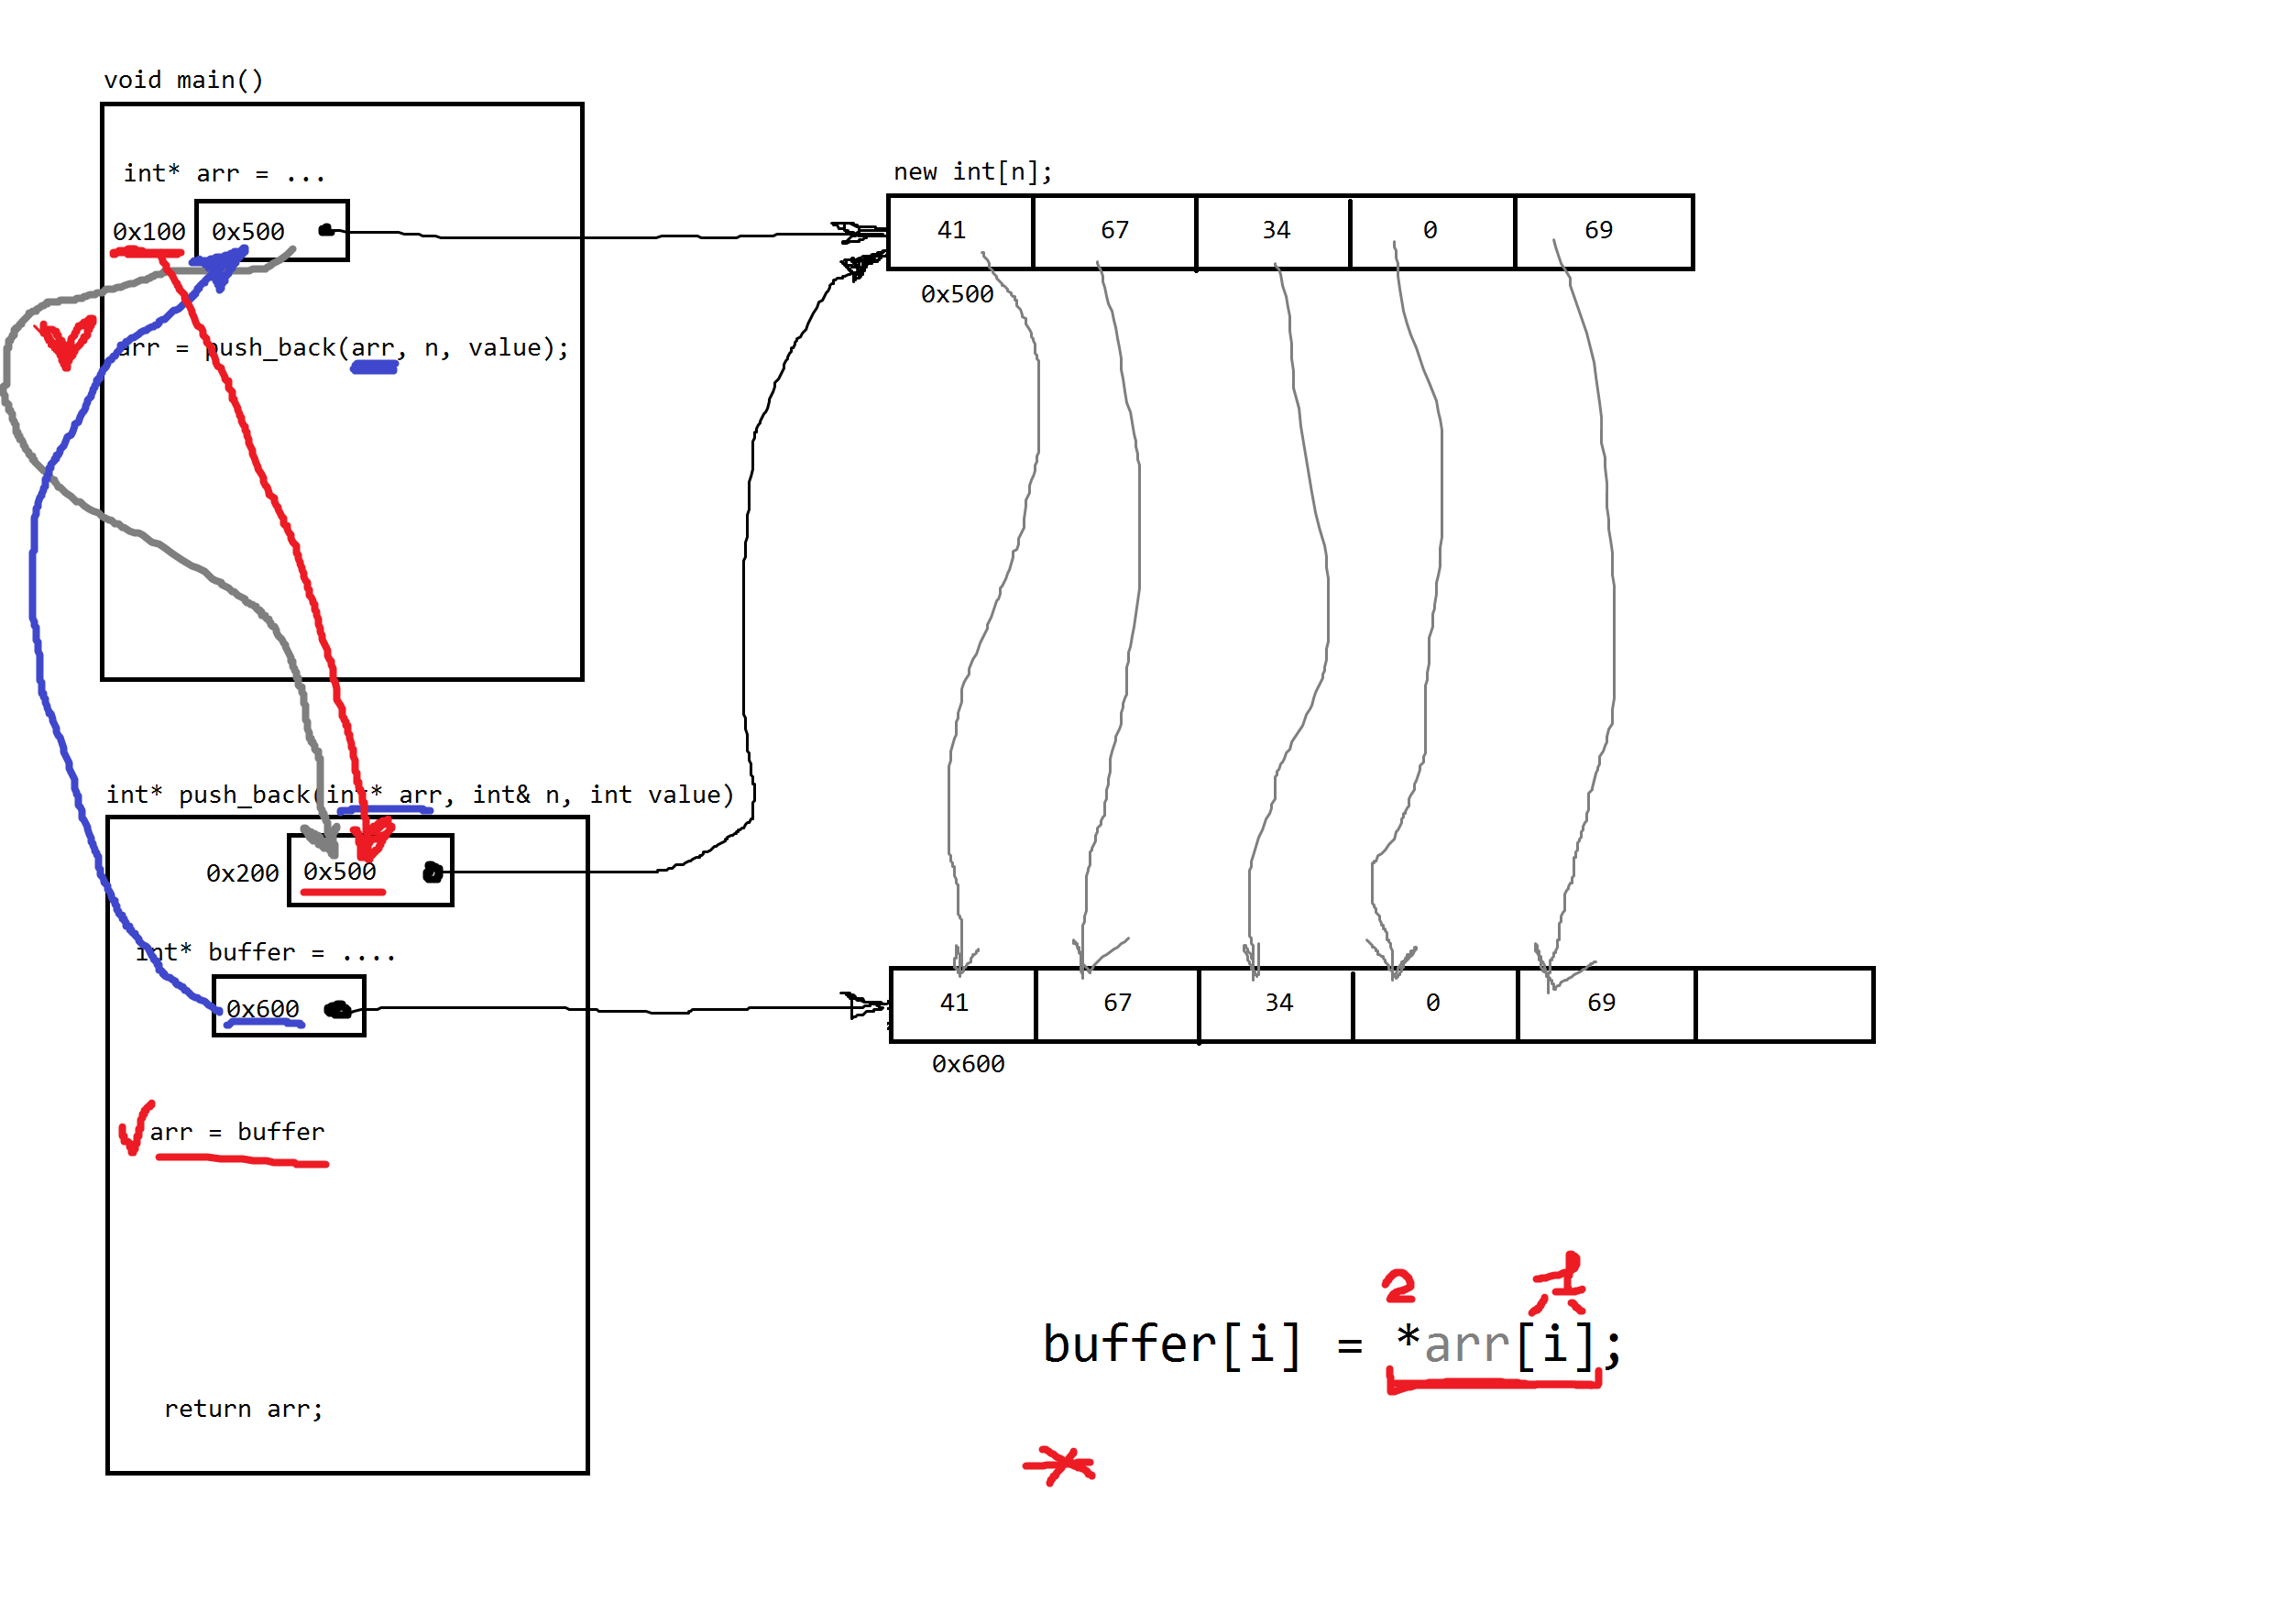 void main()
int* arr = ...
0x100 0x500
arr = push_back(arr, n, value);
new int[n];
41 67 34 0 69
0x500
int* push_back(int* arr, int& n, int value)
0x200 0x500
int* buffer = ....
0x600
41 67 34 0 69
0x600
arr = buffer
return arr;
2 1
buffer[i] = *arr[i];
*